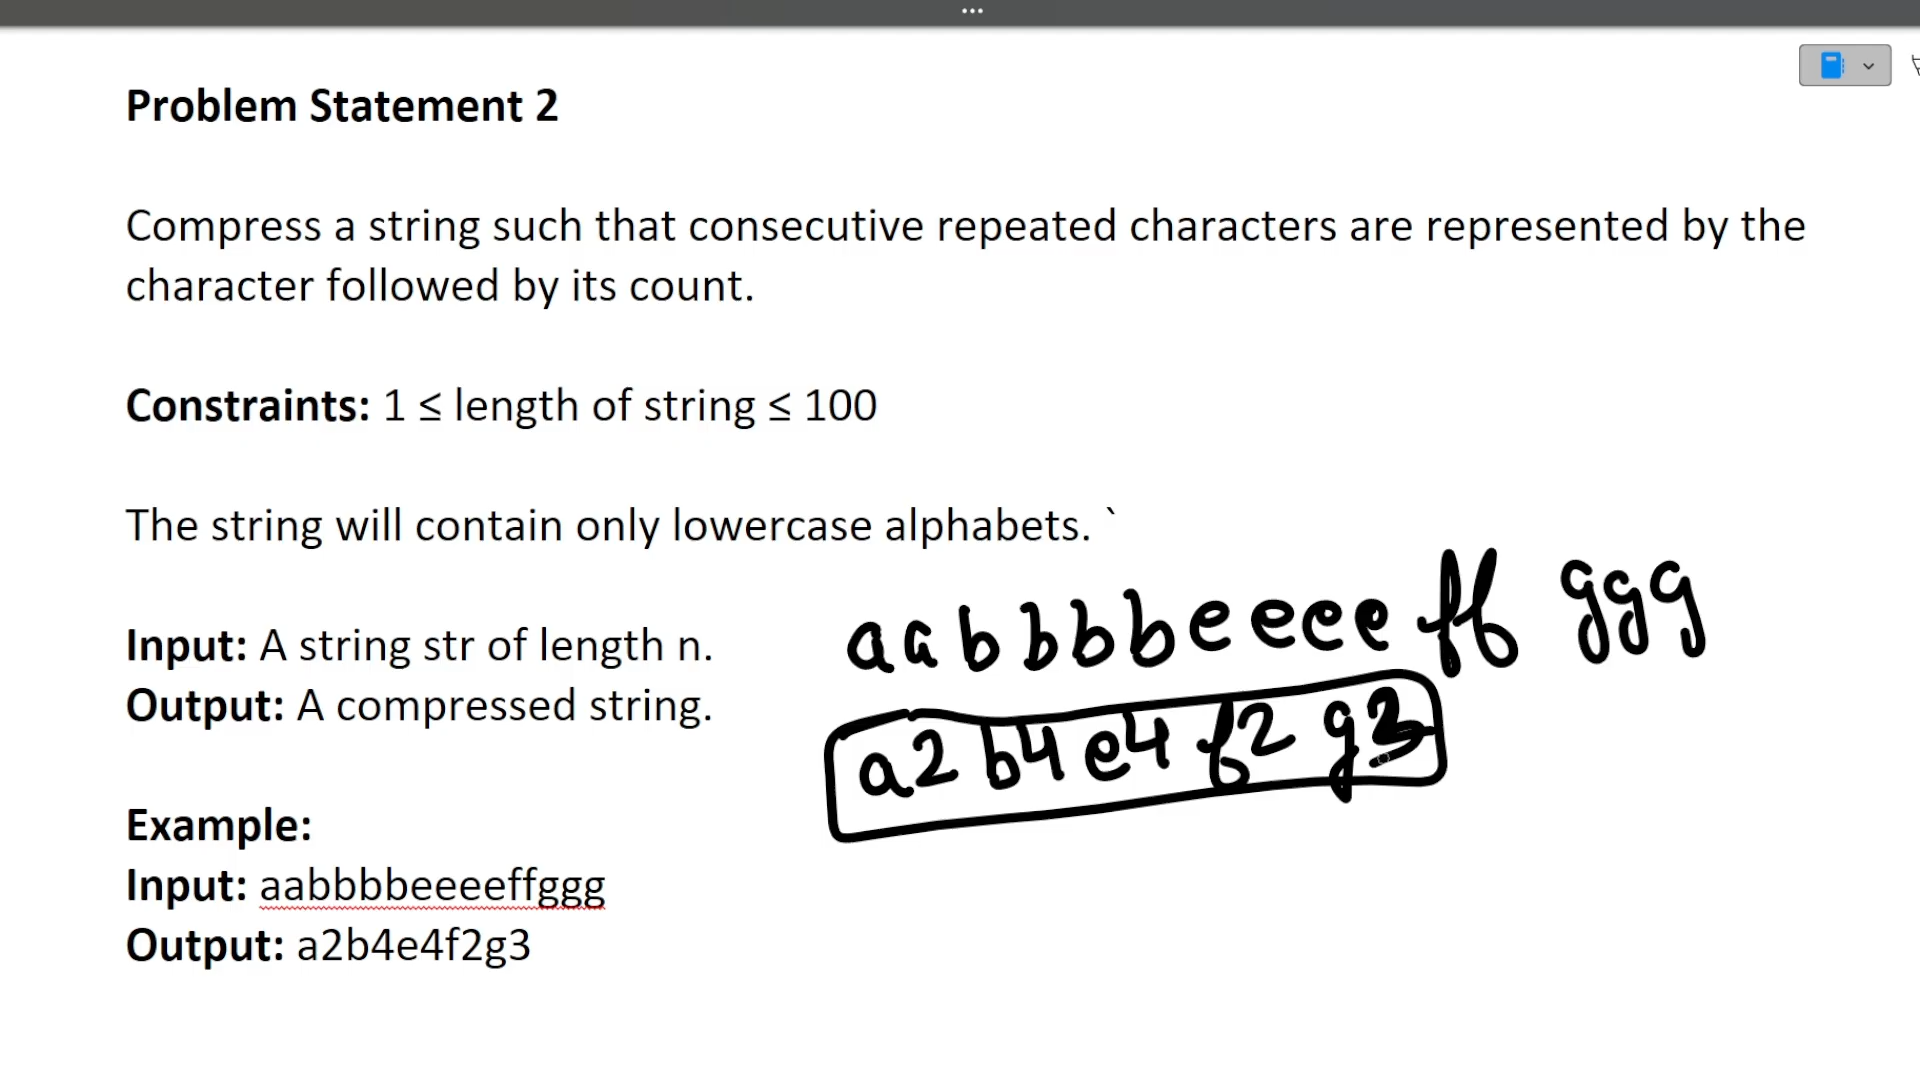 Problem Statement 2
Compress a string such that consecutive repeated characters are represented by the
character followed by its count.
Constraints: 1 ≤ length of string ≤ 100
The string will contain only lowercase alphabets. `
Input: A string str of length n.
Output: A compressed string.
aabbbbeeeeff ggg
a2b4e4f2g3
Example:
Input: aabbbbeeeeffggg
Output: a2b4e4f2g3